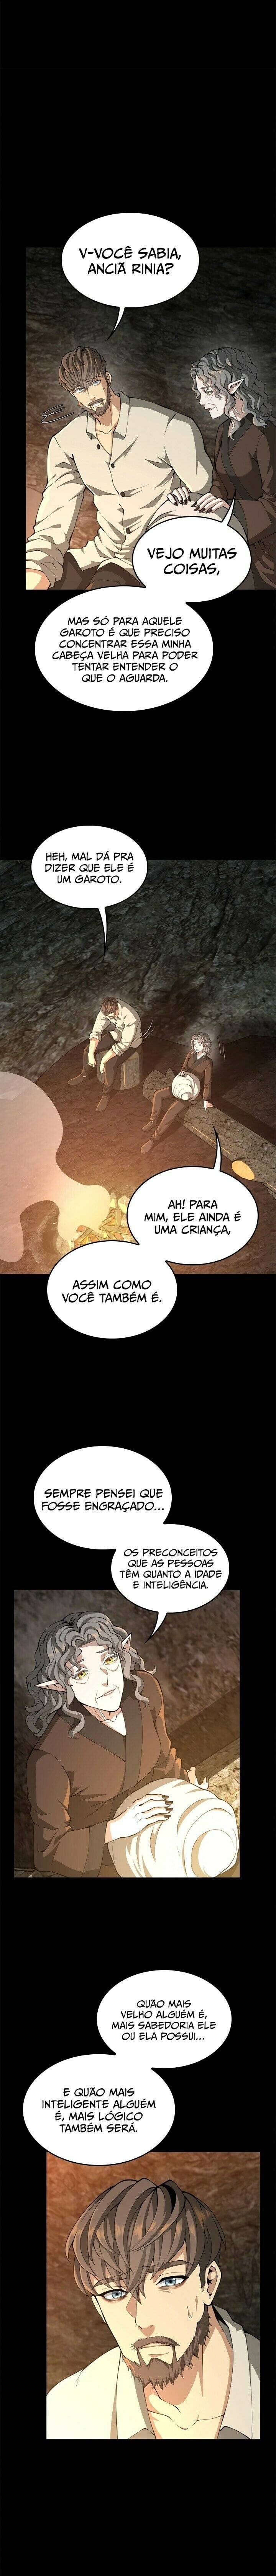 V-VOCÊ SABIA,
ANCIÃ RINIA?
VEJO MUITAS
COISAS,
MAS SÓ PARA AQUELE
GAROTO É QUE PRECISO
CONCENTRAR ESSA MINHA
CABEÇA VELHA PARA PODER
TENTAR ENTENDER O
QUE O AGUARDA.
HEH, MAL DÁ PRA
DIZER QUE ELE É
UM GAROTO.
AH! PARA
MIM, ELE AINDA É
UMA CRIANÇA,
ASSIM COMO
VOCÊ TAMBÉM É.
SEMPRE PENSEI QUE
FOSSE ENGRAÇADO...
OS PRECONCEITOS
QUE AS PESSOAS
TÊM QUANTO A IDADE
E INTELIGÊNCIA.
QUÃO MAIS
VELHO ALGUÉM É,
MAIS SABEDORIA ELE
OU ELA POSSUI...
E QUÃO MAIS
INTELIGENTE ALGUÉM
É, MAIS LÓGICO
TAMBÉM SERÁ.